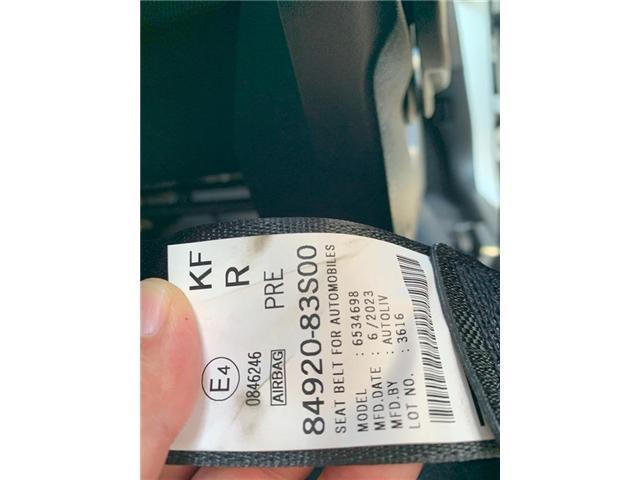 KF
R
PRE
E4
0846246
AIRBAG
84920-83S00
SEAT BELT FOR AUTOMOBILES
MODEL : 6534698
MFD.DATE : 6/2023
MFD.BY : AUTOLIV
LOT NO. : 3616